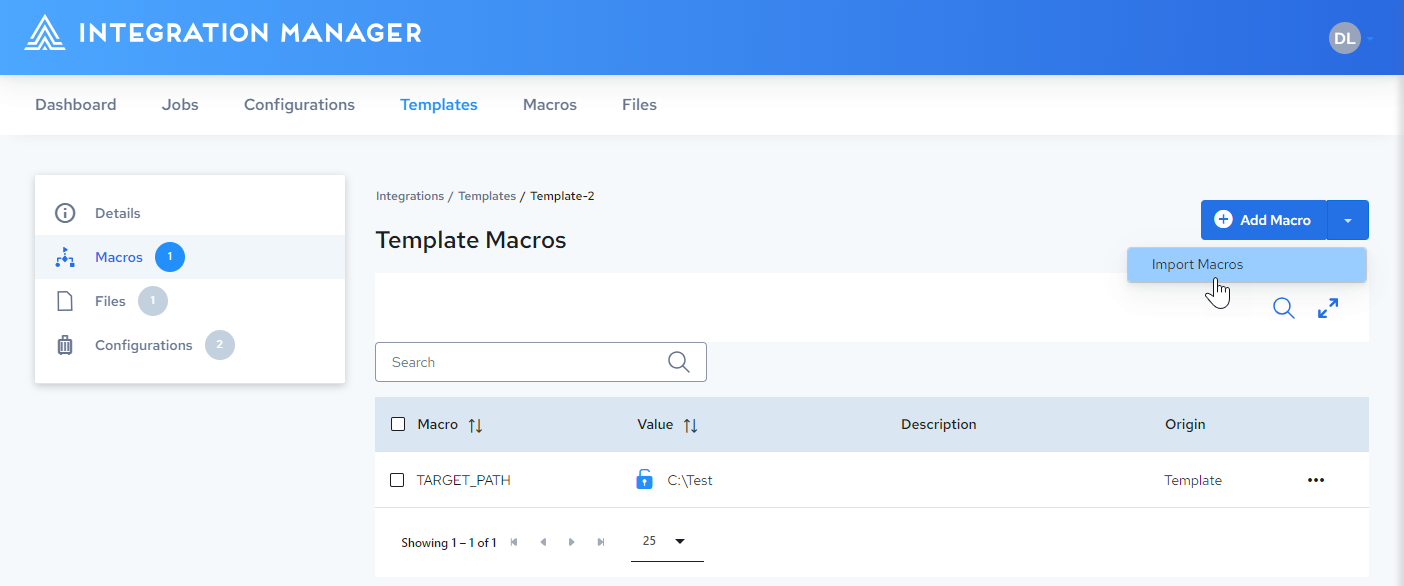 INTEGRATION MANAGER
DL
Dashboard Jobs Configurations Templates Macros Files
Details
Macros 1
Files 1
Configurations 2
Integrations / Templates / Template-2
Template Macros
Add Macro
Import Macros
Search
Macro Value Description Origin
TARGET_PATH C:\Test Template •••
Showing 1 – 1 of 1 25